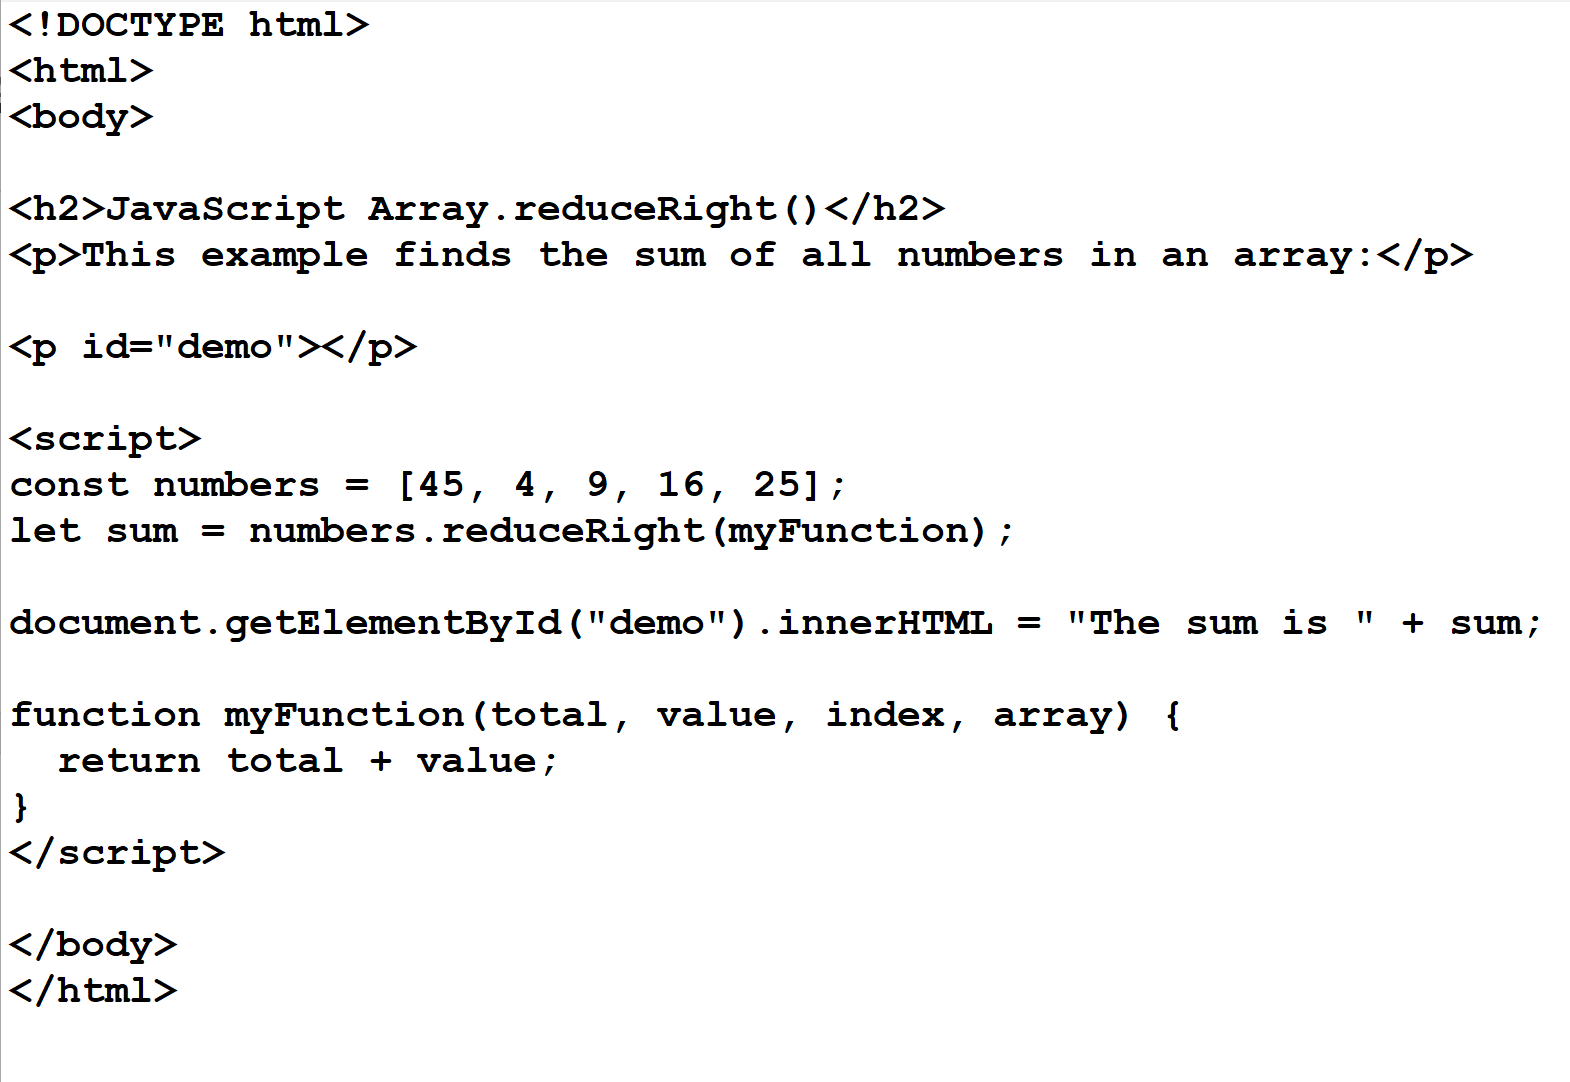 <!DOCTYPE html>
<html>
<body>
<h2>JavaScript Array.reduceRight()</h2>
<p>This example finds the sum of all numbers in an array:</p>
<p id="demo"></p>
<script>
const numbers = [45, 4, 9, 16, 25];
let sum = numbers.reduceRight(myFunction);
document.getElementById("demo").innerHTML = "The sum is " + sum;
function myFunction(total, value, index, array) {
  return total + value;
}
</script>
</body>
</html>